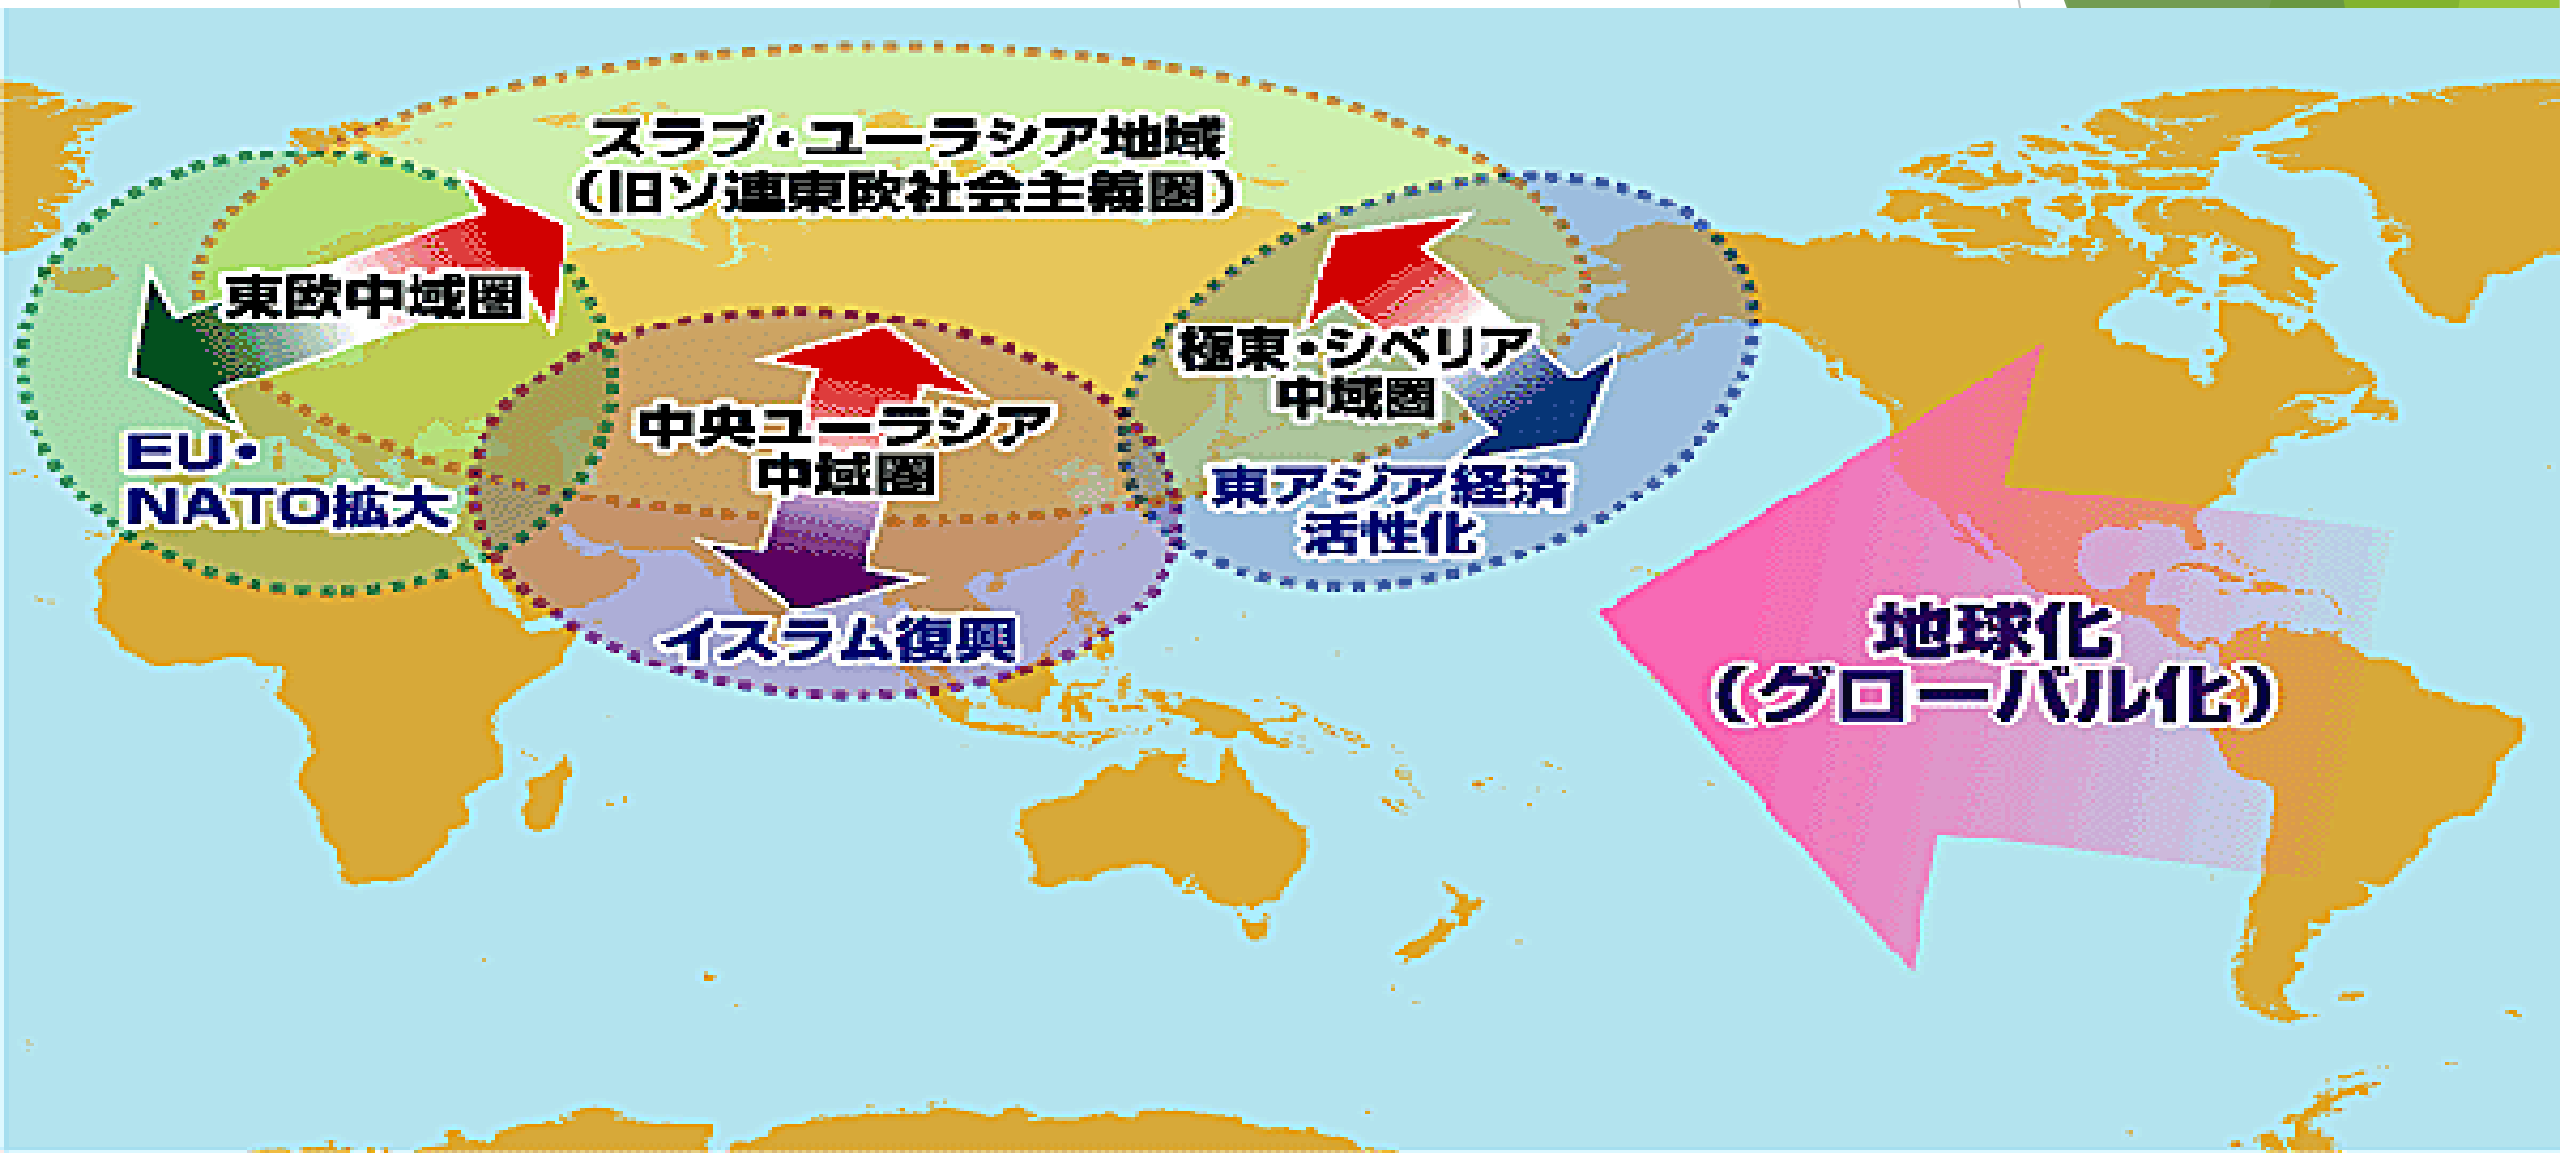 スラブ・ユーラシア地域
（旧ソ連東欧社会主義圏）
東欧中域圏
EU・
NATO拡大
中央ユーラシア
中域圏
イスラム復興
極東・シベリア
中域圏
東アジア経済
活性化
地球化
（グローバル化）